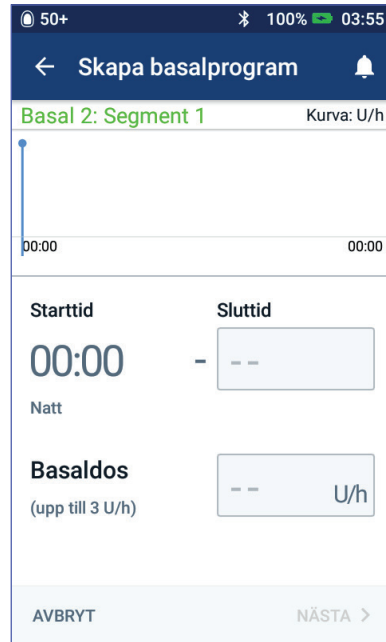 50+ 100% 03:55
Skapa basalprogram
Basal 2: Segment 1 Kurva: U/h
00:00 00:00
Starttid Sluttid
00:00 - --
Natt
Basaldos -- U/h
(upp till 3 U/h)
AVBRYT NÄSTA >